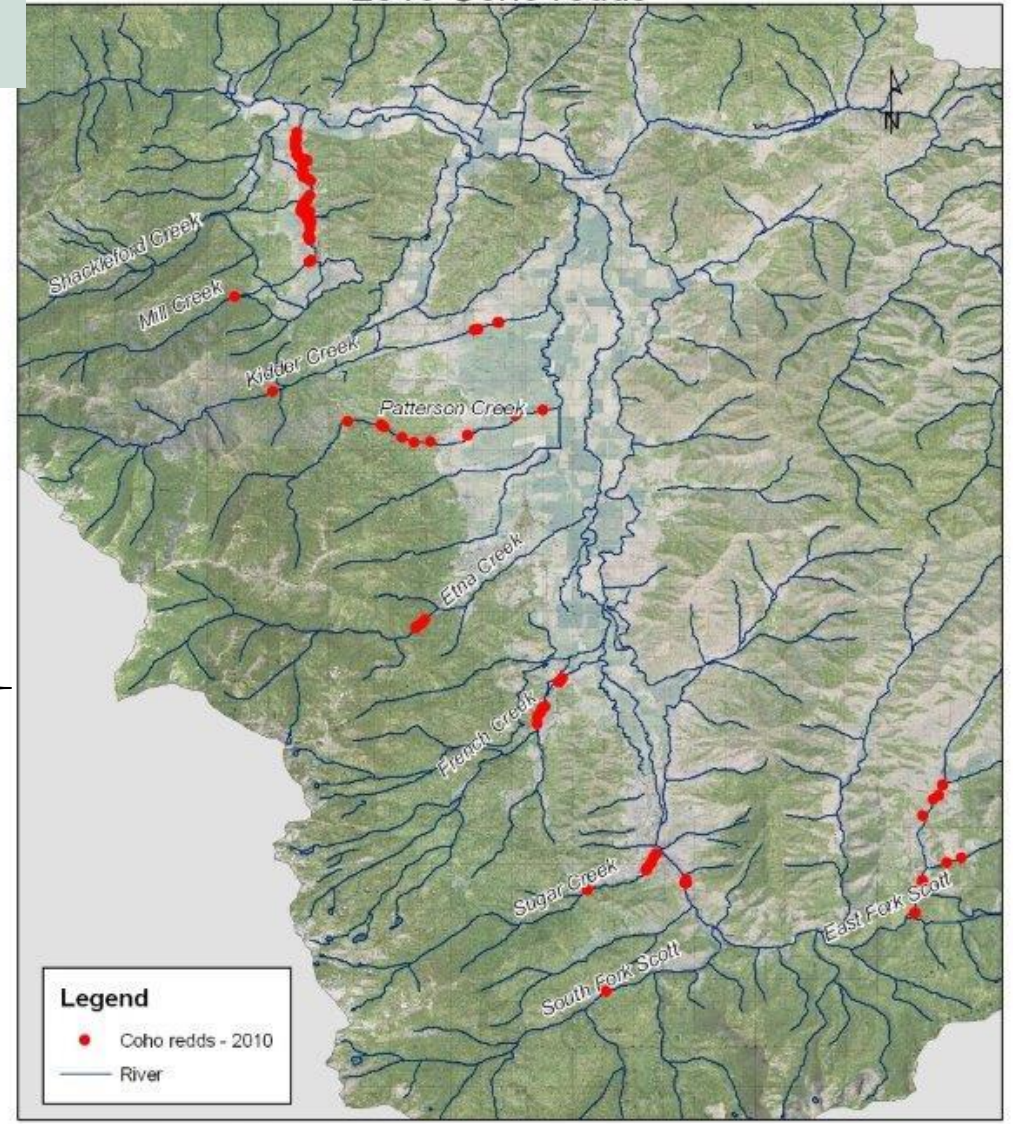 Shackleford Creek
Mill Creek
Kidder Creek
Patterson Creek
Etna Creek
French Creek
Sugar Creek
East Fork Scott
South Fork Scott
Legend
Coho redds - 2010
River